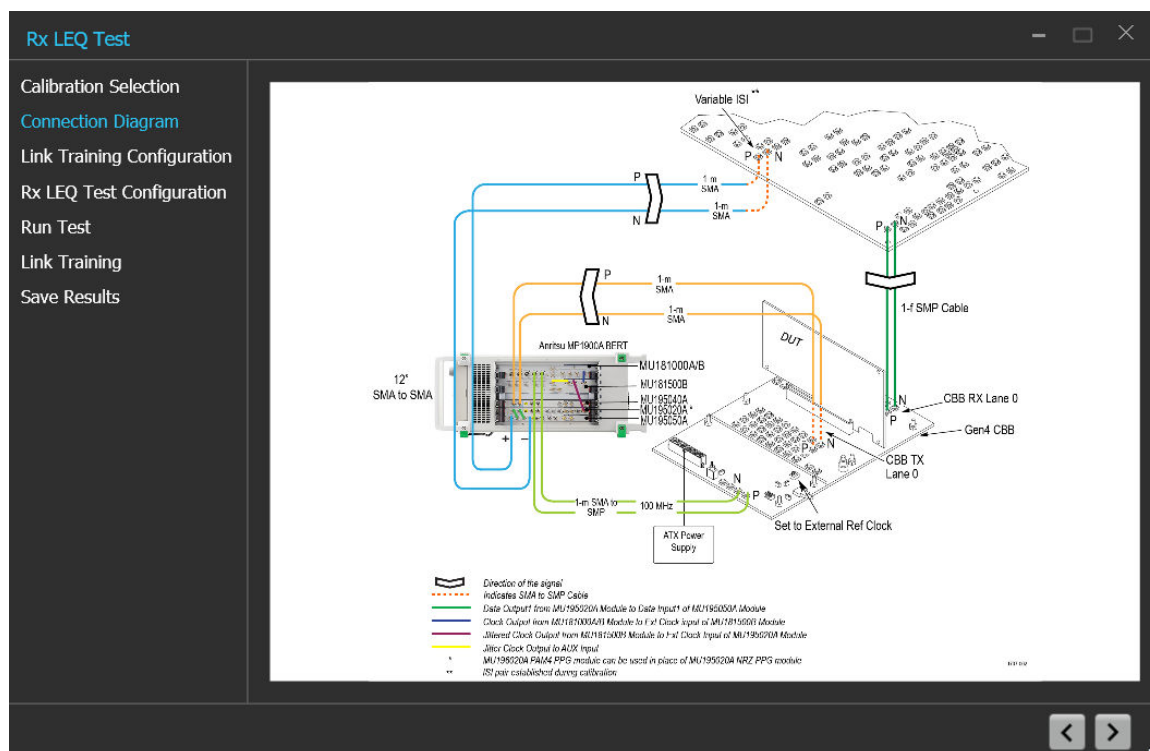 Rx LEQ Test
Calibration Selection
Connection Diagram
Link Training Configuration
Rx LEQ Test Configuration
Run Test
Link Training
Save Results
Variable ISI **
P N
P
1 m
SMA
N
1-m
SMA
P N
P
1-m
SMA
N
1-m
SMA
1-f SMP Cable
DUT
Anritsu MP1900A BERT
MU181000A/B
MU181500B
MU195040A
MU195020A *
MU195050A
12"
SMA to SMA
+ −
N
P
CBB RX Lane 0
Gen4 CBB
P N
CBB TX
Lane 0
N P
1-m SMA to
SMP
100 MHz
Set to External Ref Clock
ATX Power
Supply
Direction of the signal
Indicates SMA to SMP Cable
Data Output1 from MU195020A Module to Data Input1 of MU195050A Module
Clock Output from MU181000A/B Module to Ext Clock input of MU181500B Module
Jittered Clock Output from MU181500B Module to Ext Clock Input of MU195020A Module
Jitter Clock Output to AUX Input
* MU196020A PAM4 PPG module can be used in place of MU195020A NRZ PPG module
** ISI pair established during calibration